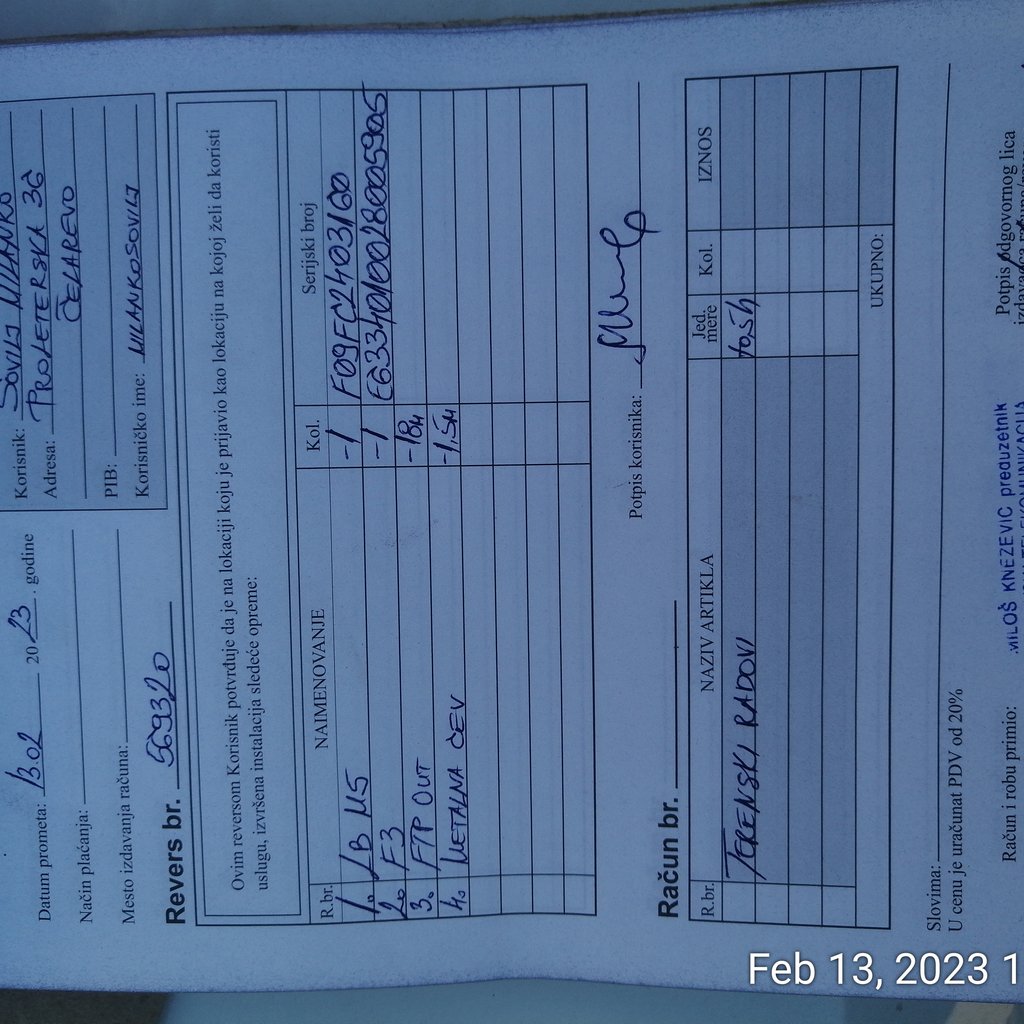 Korisnik: SOVILJ MILANKO
Adresa: PROLETERSKA 36
ČELAREVO
PIB:
Korisničko ime: MILANKOSOVILJ
Datum prometa: 13.02 2023. godine
Način plaćanja:
Mesto izdavanja računa:
Revers br. 569320
Ovim reversom Korisnik potvrđuje da je na lokaciji koju je prijavio kao lokaciju na kojoj želi da koristi
uslugu, izvršena instalacija sledeće opreme:
R.br. NAIMENOVANJE Kol. Serijski broj
1. LB M5 -1 F09FC2403160
2. F3 -1 E6334010028005905
3. FTP OUT -18m
4. METALNA CEV -1,5m
Potpis korisnika:
Račun br.
R.br. NAZIV ARTIKLA Jed. mere Kol. IZNOS
TERENSKI RADOVI
UKUPNO:
Slovima:
U cenu je uračunat PDV od 20%
Račun i robu primio:
MILOŠ KNEZEVIC preduzetnik
Potpis odgovornog lica
Feb 13, 2023 1